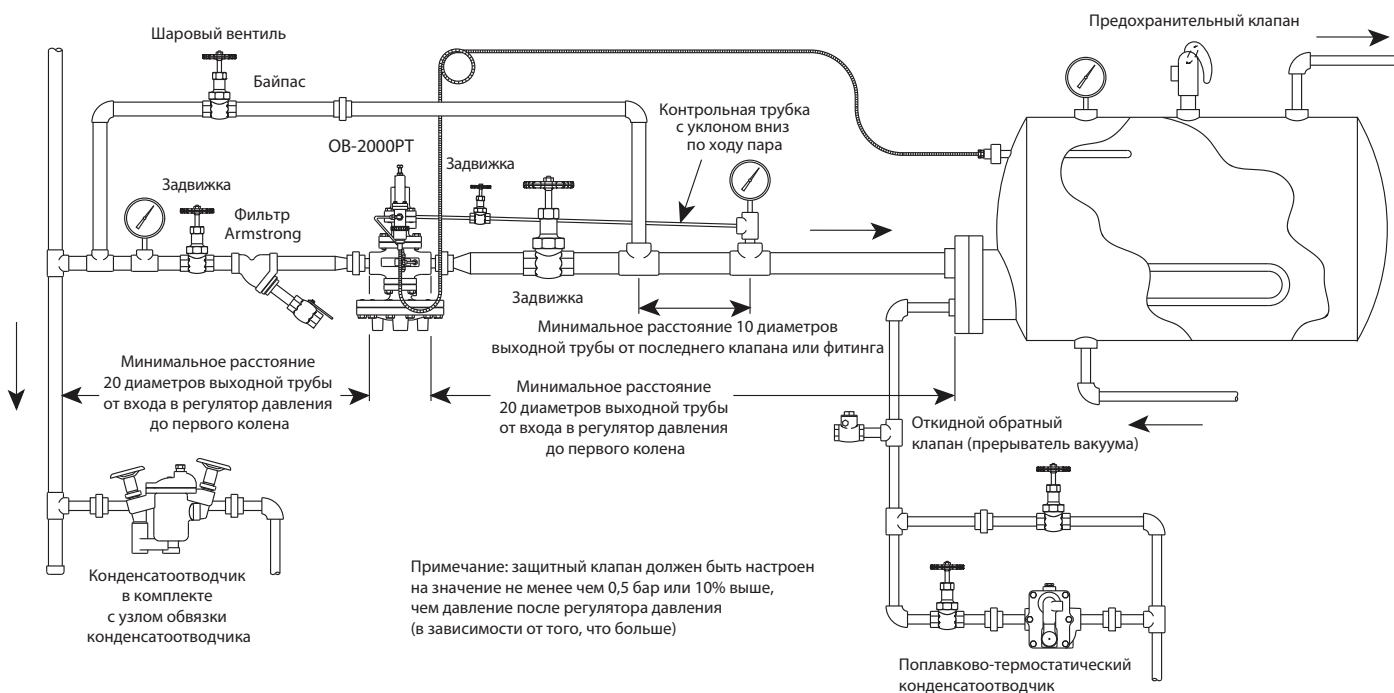 Предохранительный клапан
Шаровый вентиль
Байпас
Контрольная трубка
с уклоном вниз
по ходу пара
OB-2000PT
Задвижка
Задвижка
Фильтр
Armstrong
Задвижка
Минимальное расстояние 10 диаметров
выходной трубы от последнего клапана или фитинга
Минимальное расстояние
20 диаметров выходной трубы
от входа в регулятор давления
до первого колена
Минимальное расстояние
20 диаметров выходной трубы
от входа в регулятор давления
до первого колена
Откидной обратный
клапан (прерыватель вакуума)
Конденсатоотводчик
в комплекте
с узлом обвязки
конденсатоотводчика
Примечание: защитный клапан должен быть настроен
на значение не менее чем 0,5 бар или 10% выше,
чем давление после регулятора давления
(в зависимости от того, что больше)
Поплавково-термостатический
конденсатоотводчик